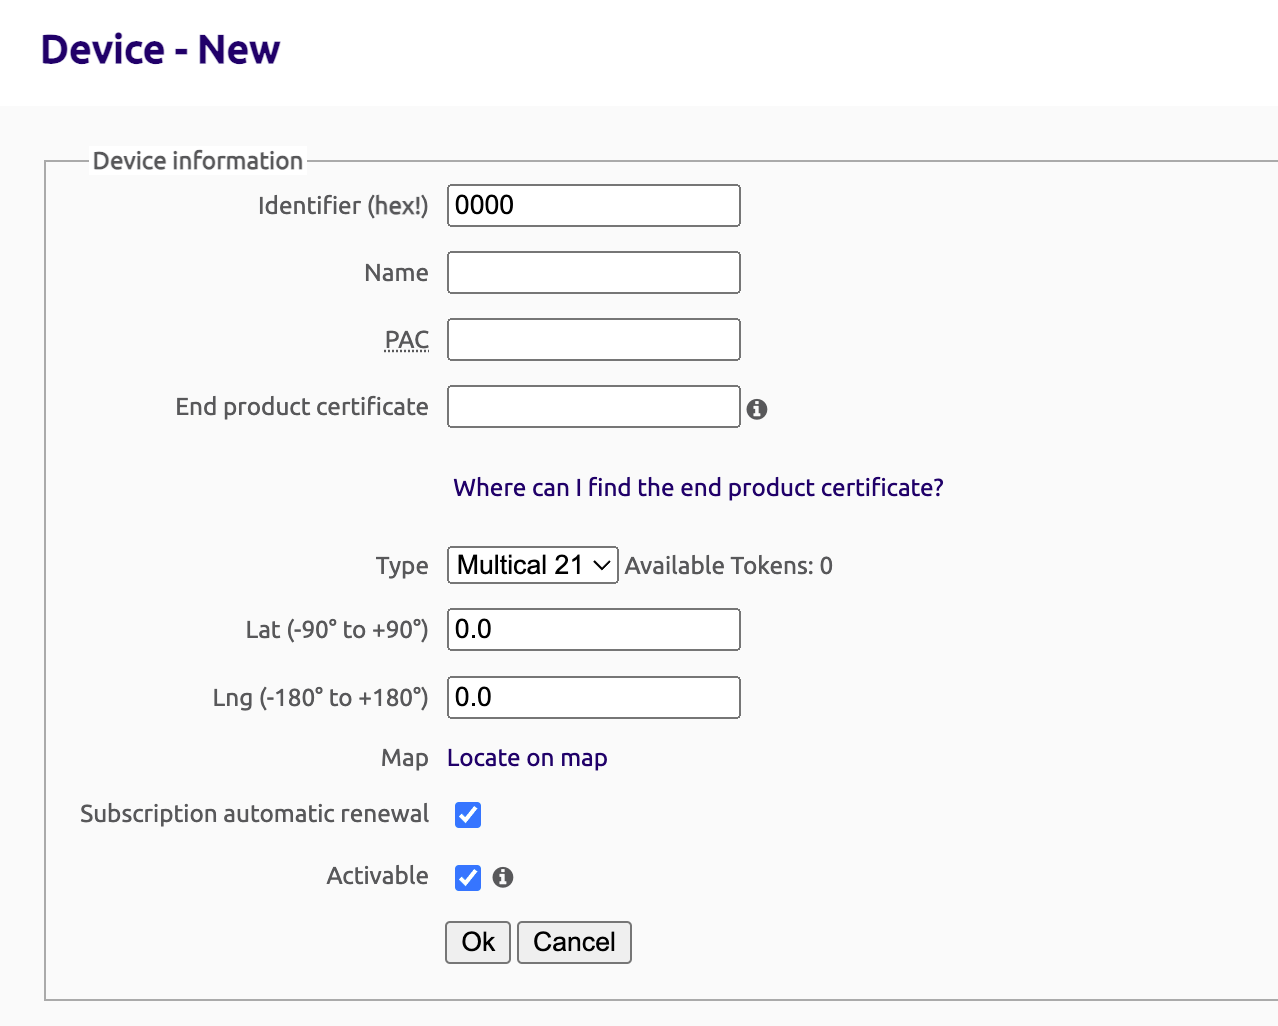 Device - New
Device information
Identifier (hex!) 0000
Name
PAC
End product certificate
Where can I find the end product certificate?
Type Multical 21 Available Tokens: 0
Lat (-90° to +90°) 0.0
Lng (-180° to +180°) 0.0
Map Locate on map
Subscription automatic renewal
Activable
Ok Cancel